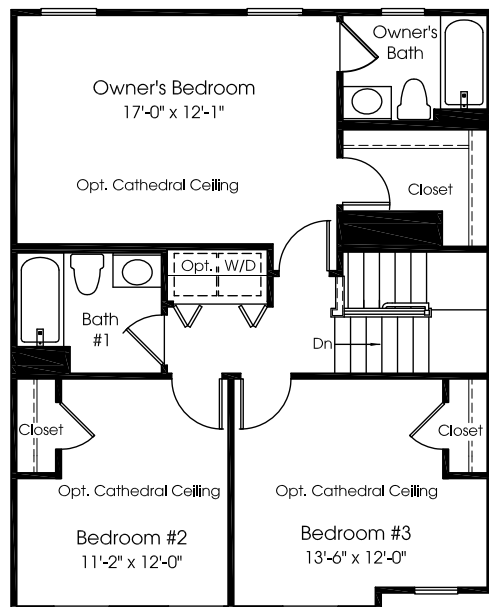 Owner's
Bath
Owner's Bedroom
17'-0" x 12'-1"
Opt. Cathedral Ceiling
Closet
Opt. W/D
Bath
#1
Dn
Closet
Closet
Opt. Cathedral Ceiling
Opt. Cathedral Ceiling
Bedroom #2
11'-2" x 12'-0"
Bedroom #3
13'-6" x 12'-0"